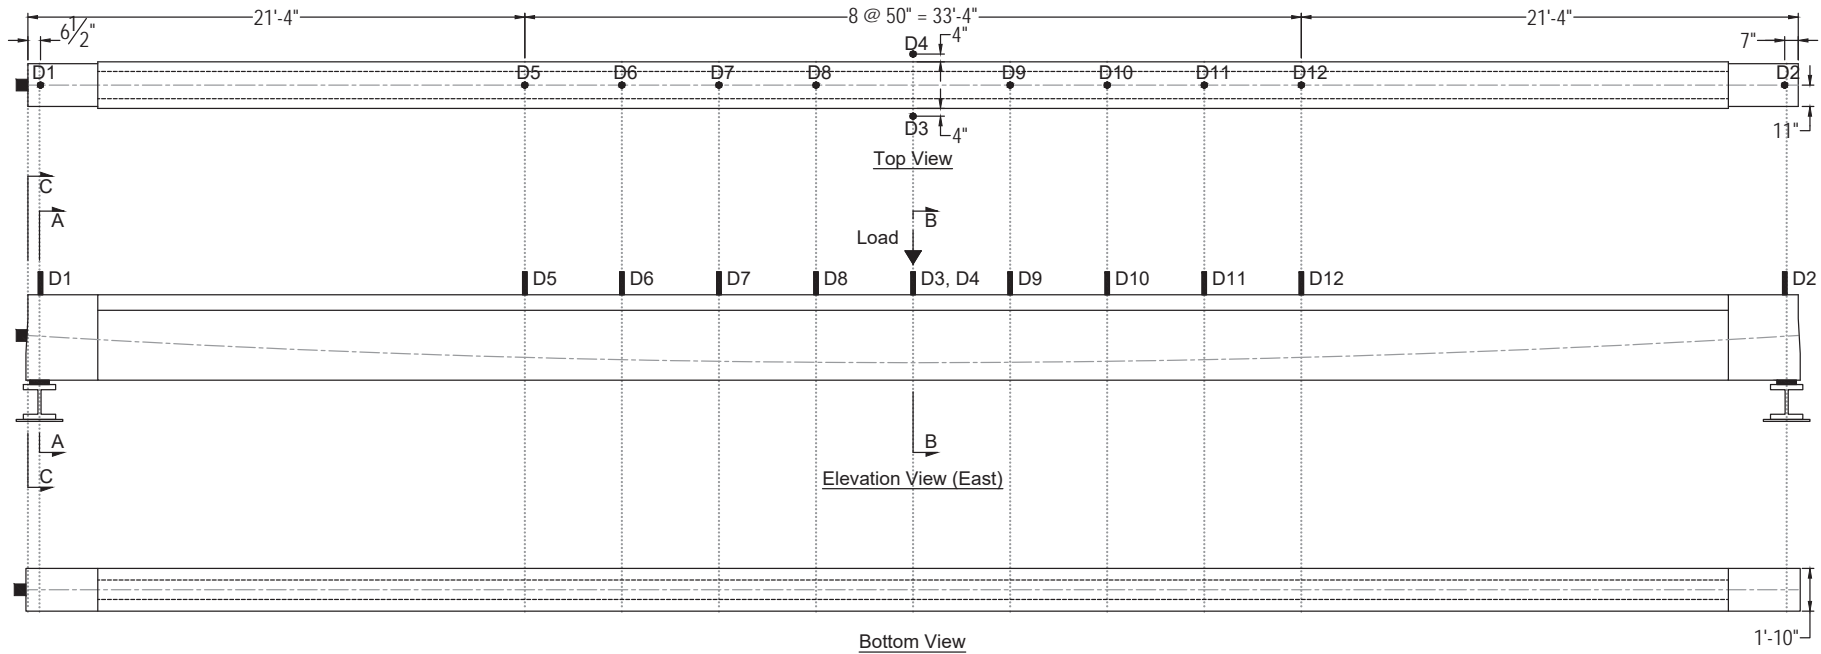 21'-4" 8 @ 50" = 33'-4" 21'-4"
6 1/2" D4 4" 7"
D1 D5 D6 D7 D8 D9 D10 D11 D12 D2
D3 4" 11"
Top View
C
A B
Load
D1 D5 D6 D7 D8 D3, D4 D9 D10 D11 D12 D2
A B
C
Elevation View (East)
1'-10"
Bottom View